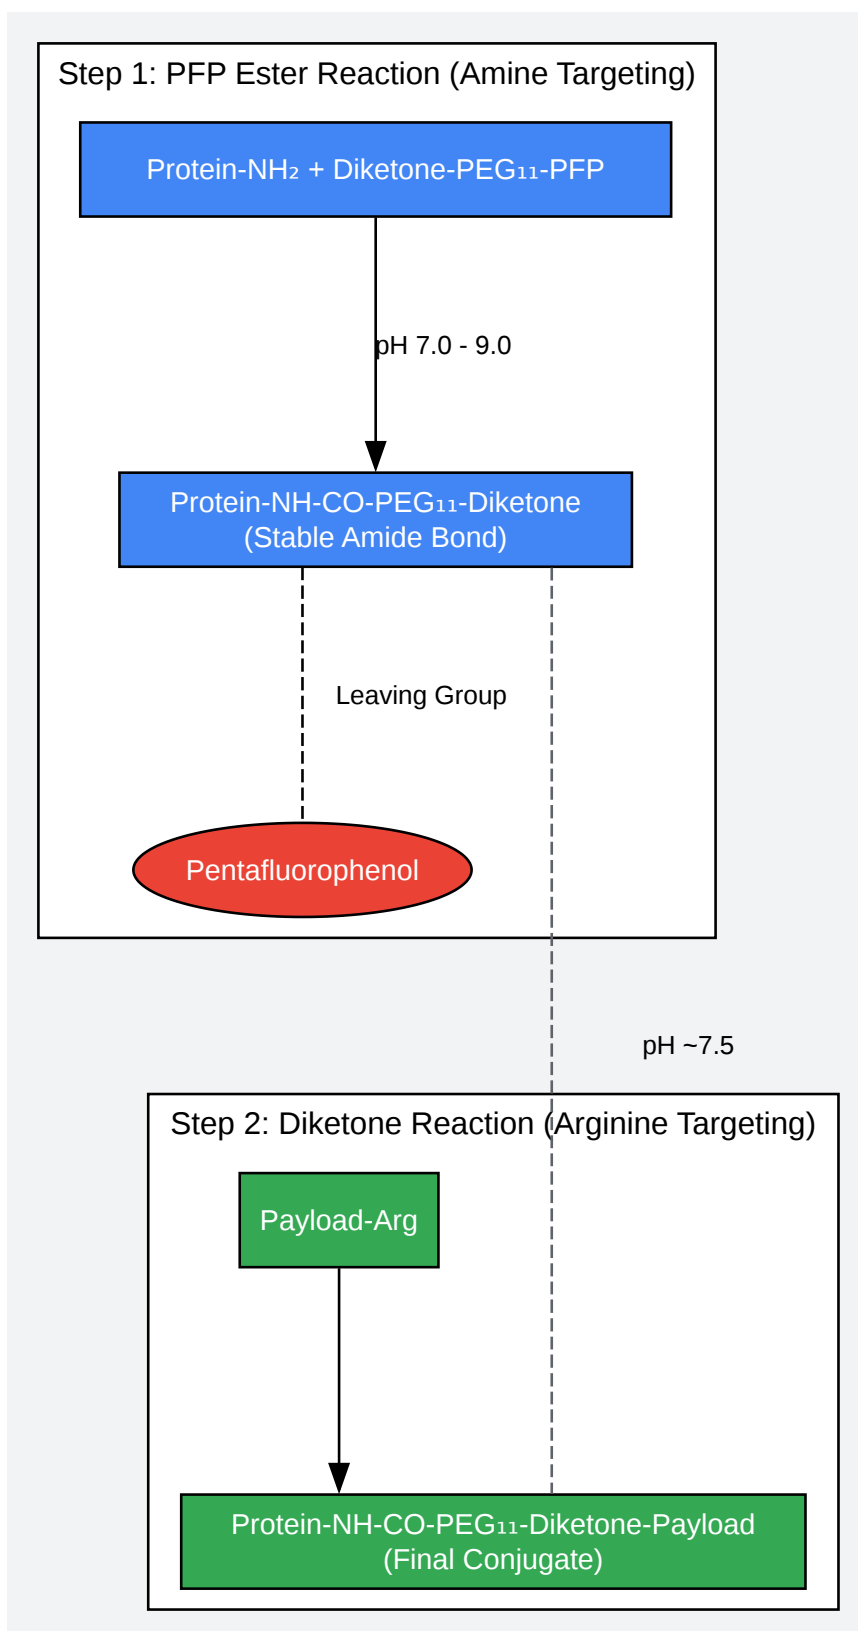 Step 1: PFP Ester Reaction (Amine Targeting)
Protein-NH₂ + Diketone-PEG₁₁-PFP
pH 7.0 - 9.0
Protein-NH-CO-PEG₁₁-Diketone
(Stable Amide Bond)
Leaving Group
Pentafluorophenol
pH ~7.5
Step 2: Diketone Reaction (Arginine Targeting)
Payload-Arg
Protein-NH-CO-PEG₁₁-Diketone-Payload
(Final Conjugate)